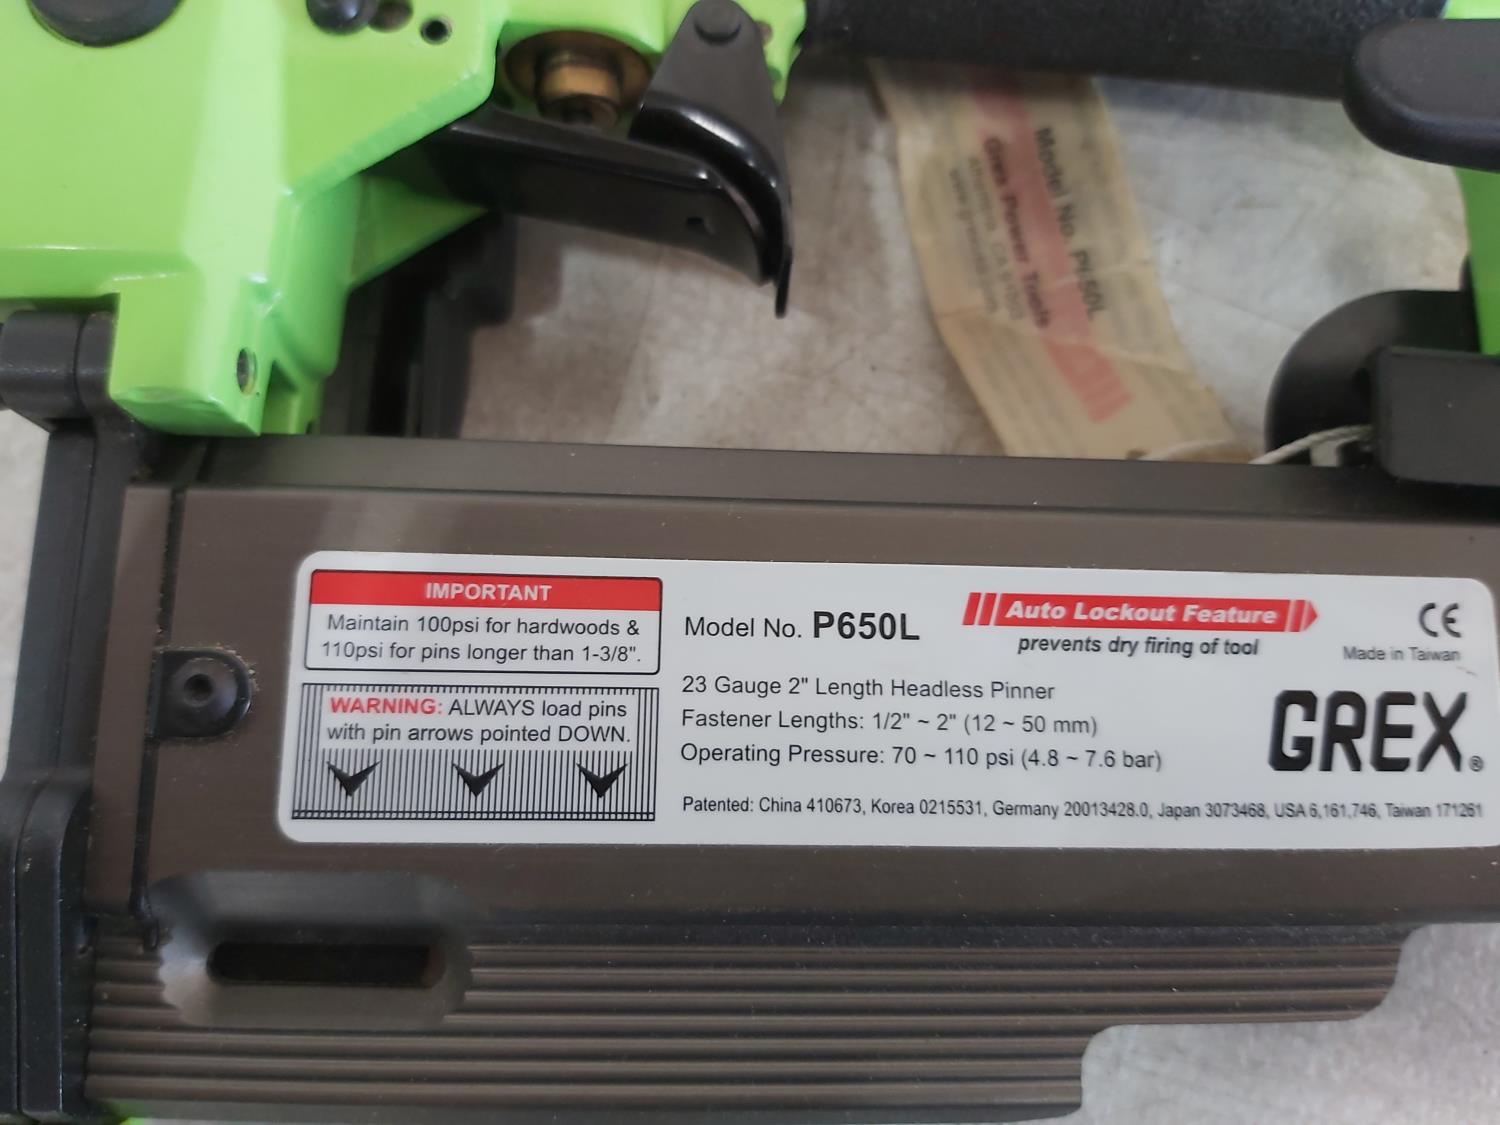 Model No. P650L
Grex Power Tools
IMPORTANT
Maintain 100psi for hardwoods &
110psi for pins longer than 1-3/8".
WARNING: ALWAYS load pins
with pin arrows pointed DOWN.
Model No. P650L
Auto Lockout Feature
prevents dry firing of tool
CE
Made in Taiwan
23 Gauge 2" Length Headless Pinner
Fastener Lengths: 1/2" ~ 2" (12 ~ 50 mm)
Operating Pressure: 70 ~ 110 psi (4.8 ~ 7.6 bar)
GREX®
Patented: China 410673, Korea 0215531, Germany 20013428.0, Japan 3073468, USA 6,161,746, Taiwan 171261